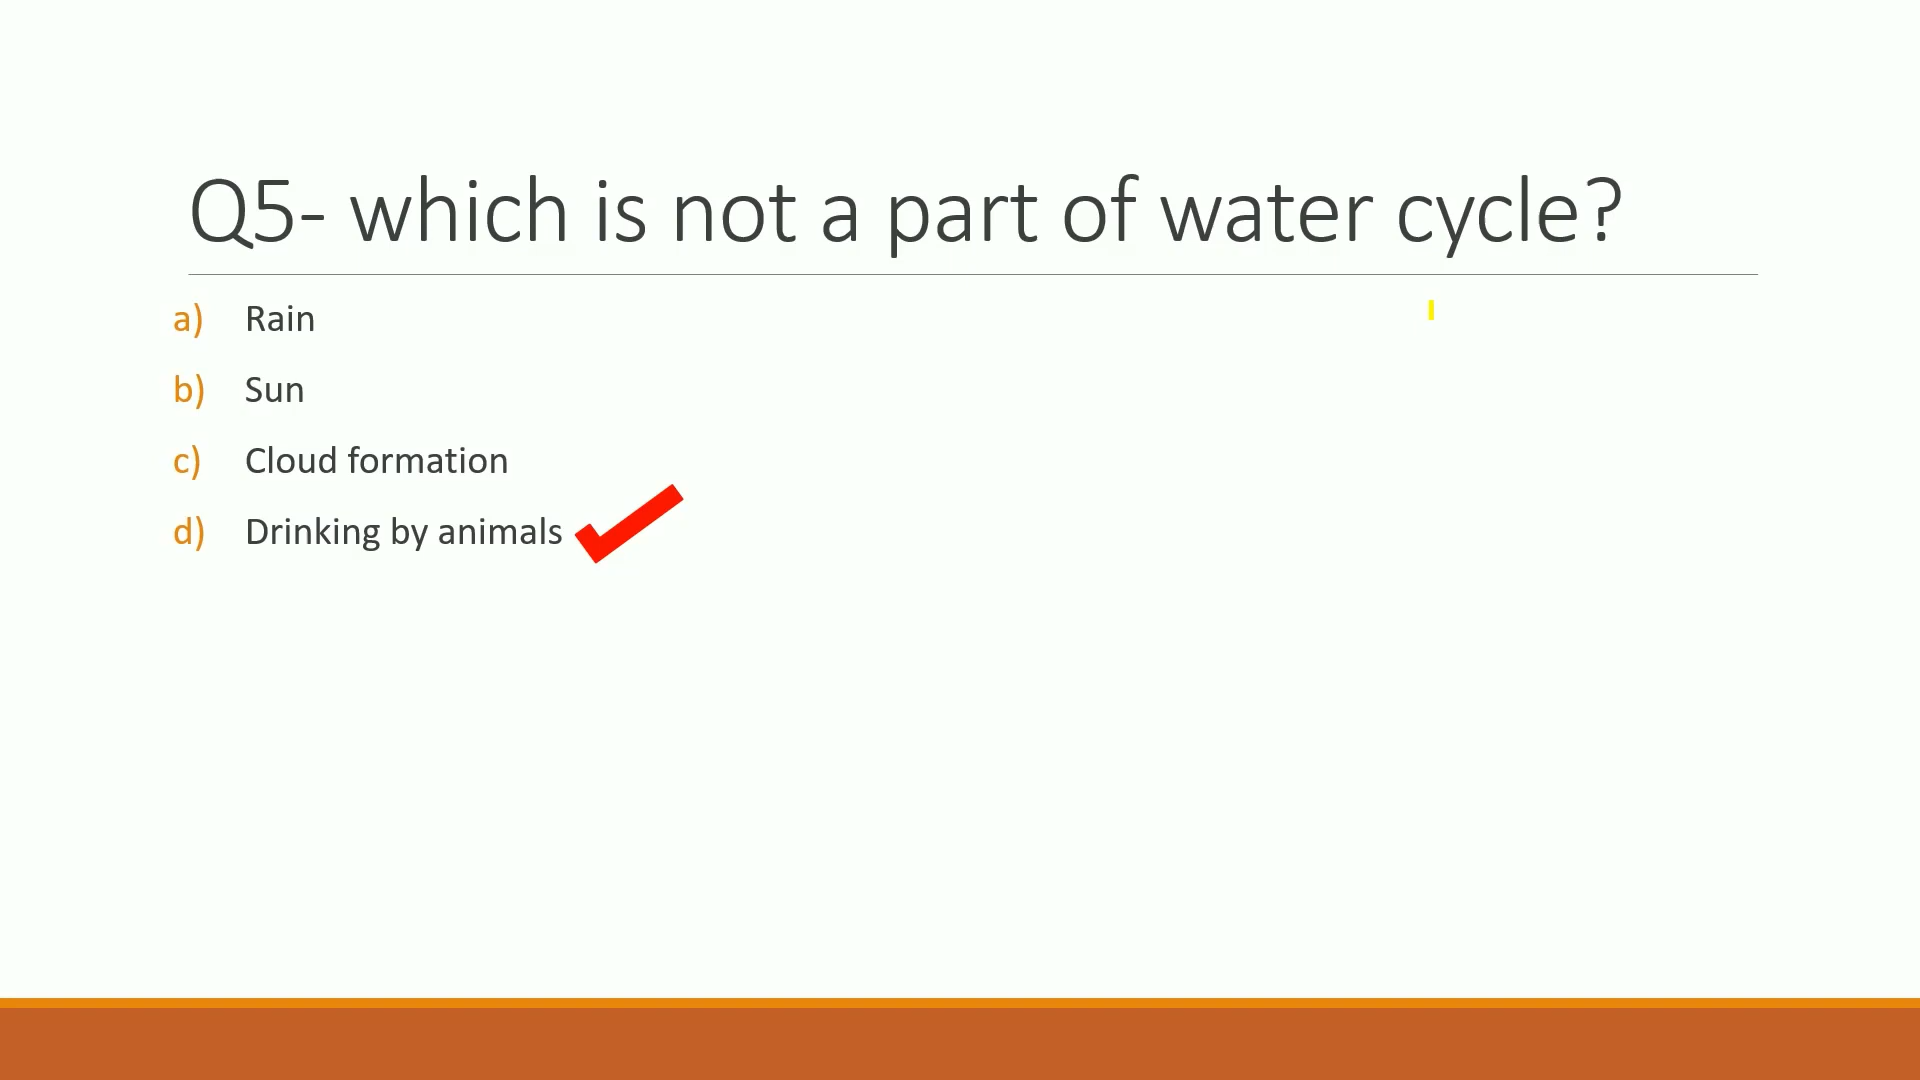 Q5- which is not a part of water cycle?
a) Rain
b) Sun
c) Cloud formation
d) Drinking by animals